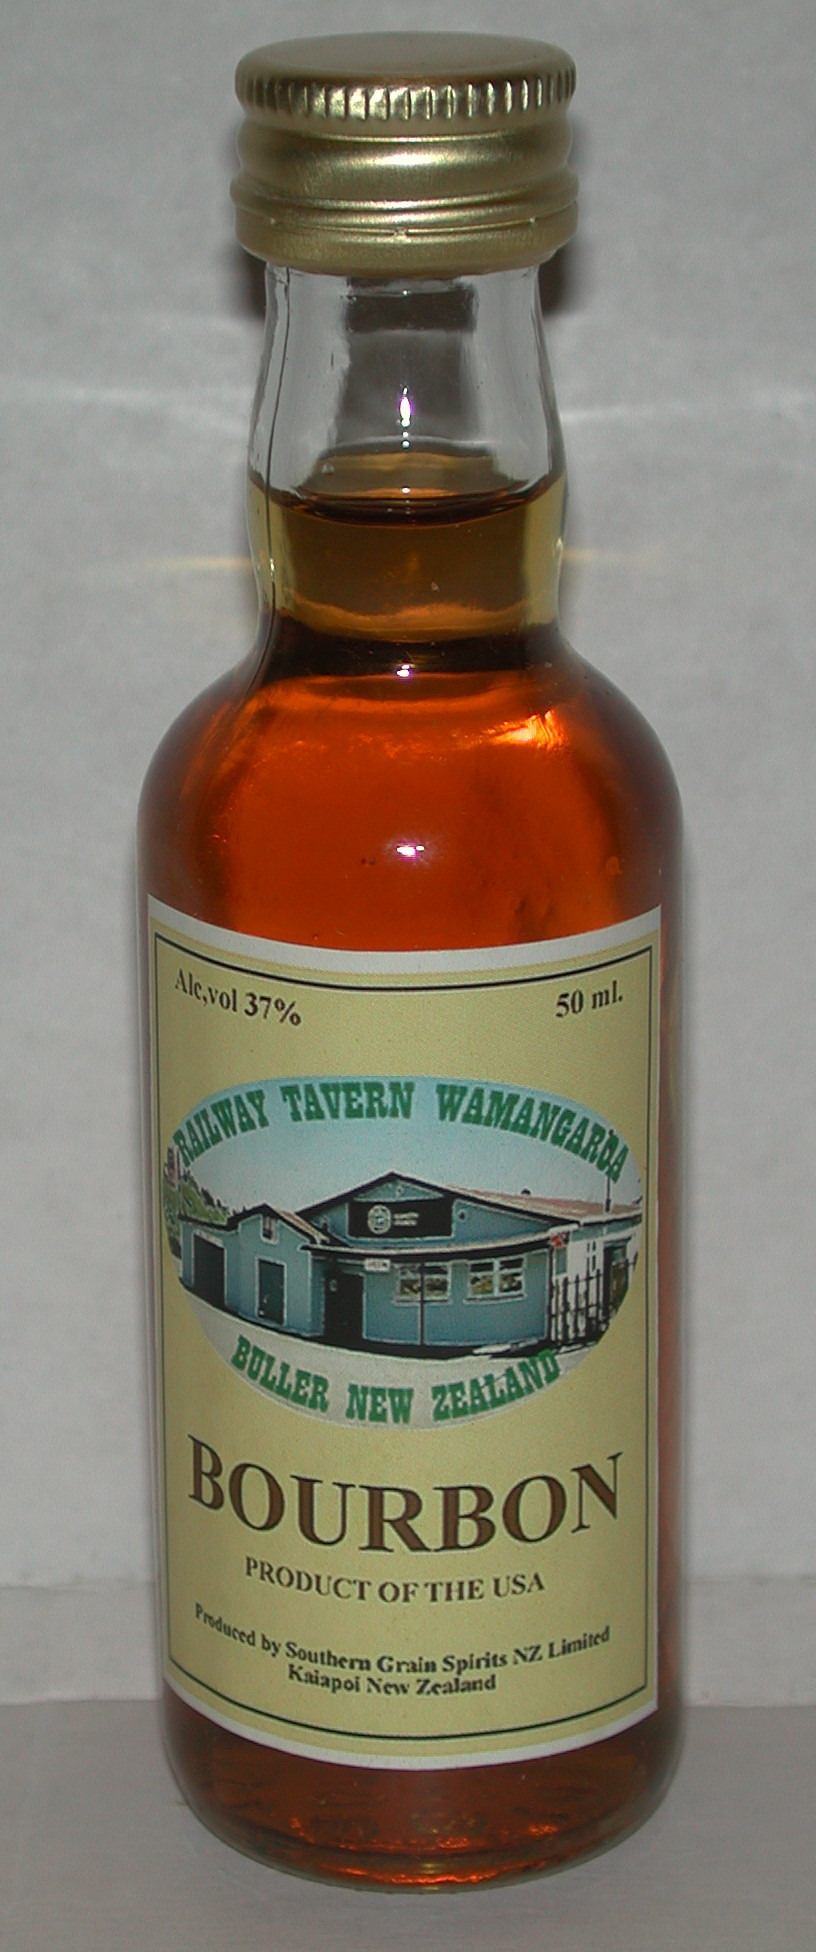 Alc,vol 37%
50 ml.
RAILWAY TAVERN WAMANGAROA
BULLER NEW ZEALAND
BOURBON
PRODUCT OF THE USA
Produced by Southern Grain Spirits NZ Limited
Kaiapoi New Zealand